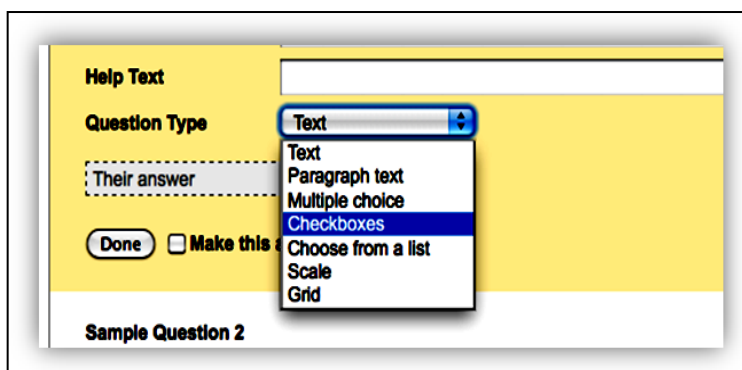 Help Text
Question Type Text
Text
Paragraph text
Their answer
Multiple choice
Checkboxes
Done Make this a
Choose from a list
Scale
Grid
Sample Question 2